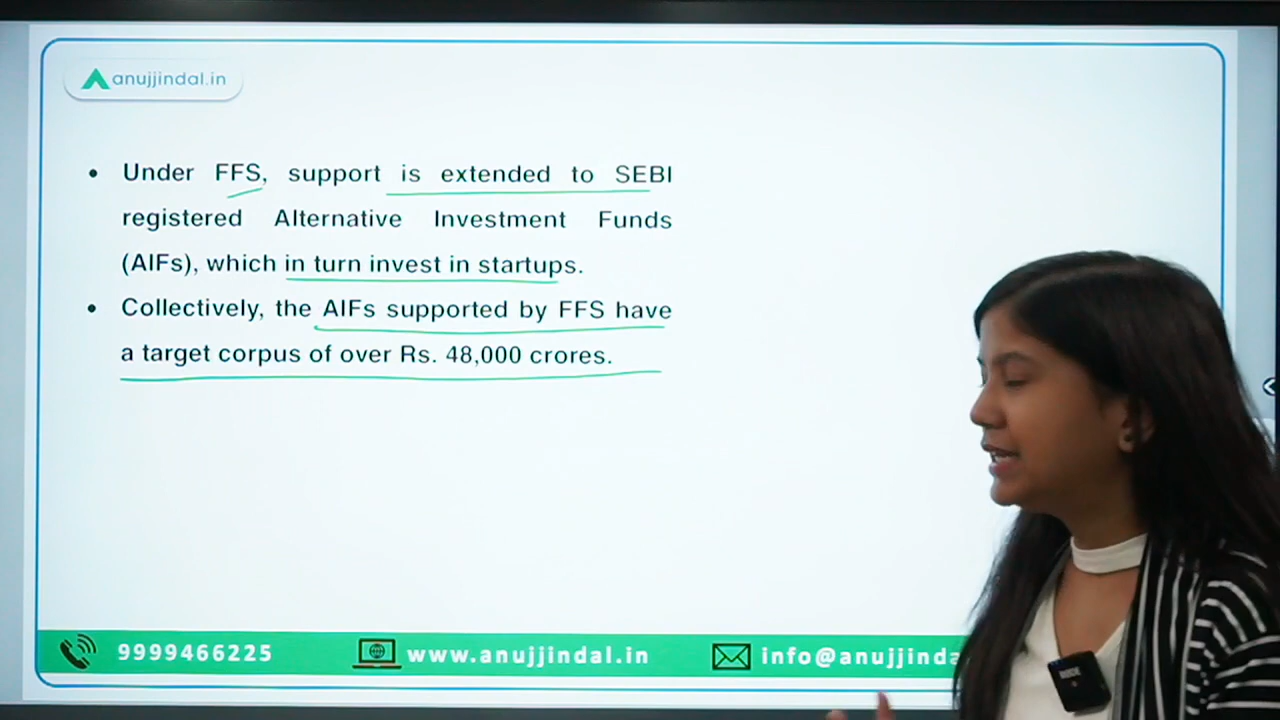 anujjindal.in
• Under FFS, support is extended to SEBI
registered Alternative Investment Funds
(AIFs), which in turn invest in startups.
• Collectively, the AIFs supported by FFS have
a target corpus of over Rs. 48,000 crores.
9999466225
www.anujjindal.in
info@anujjinda